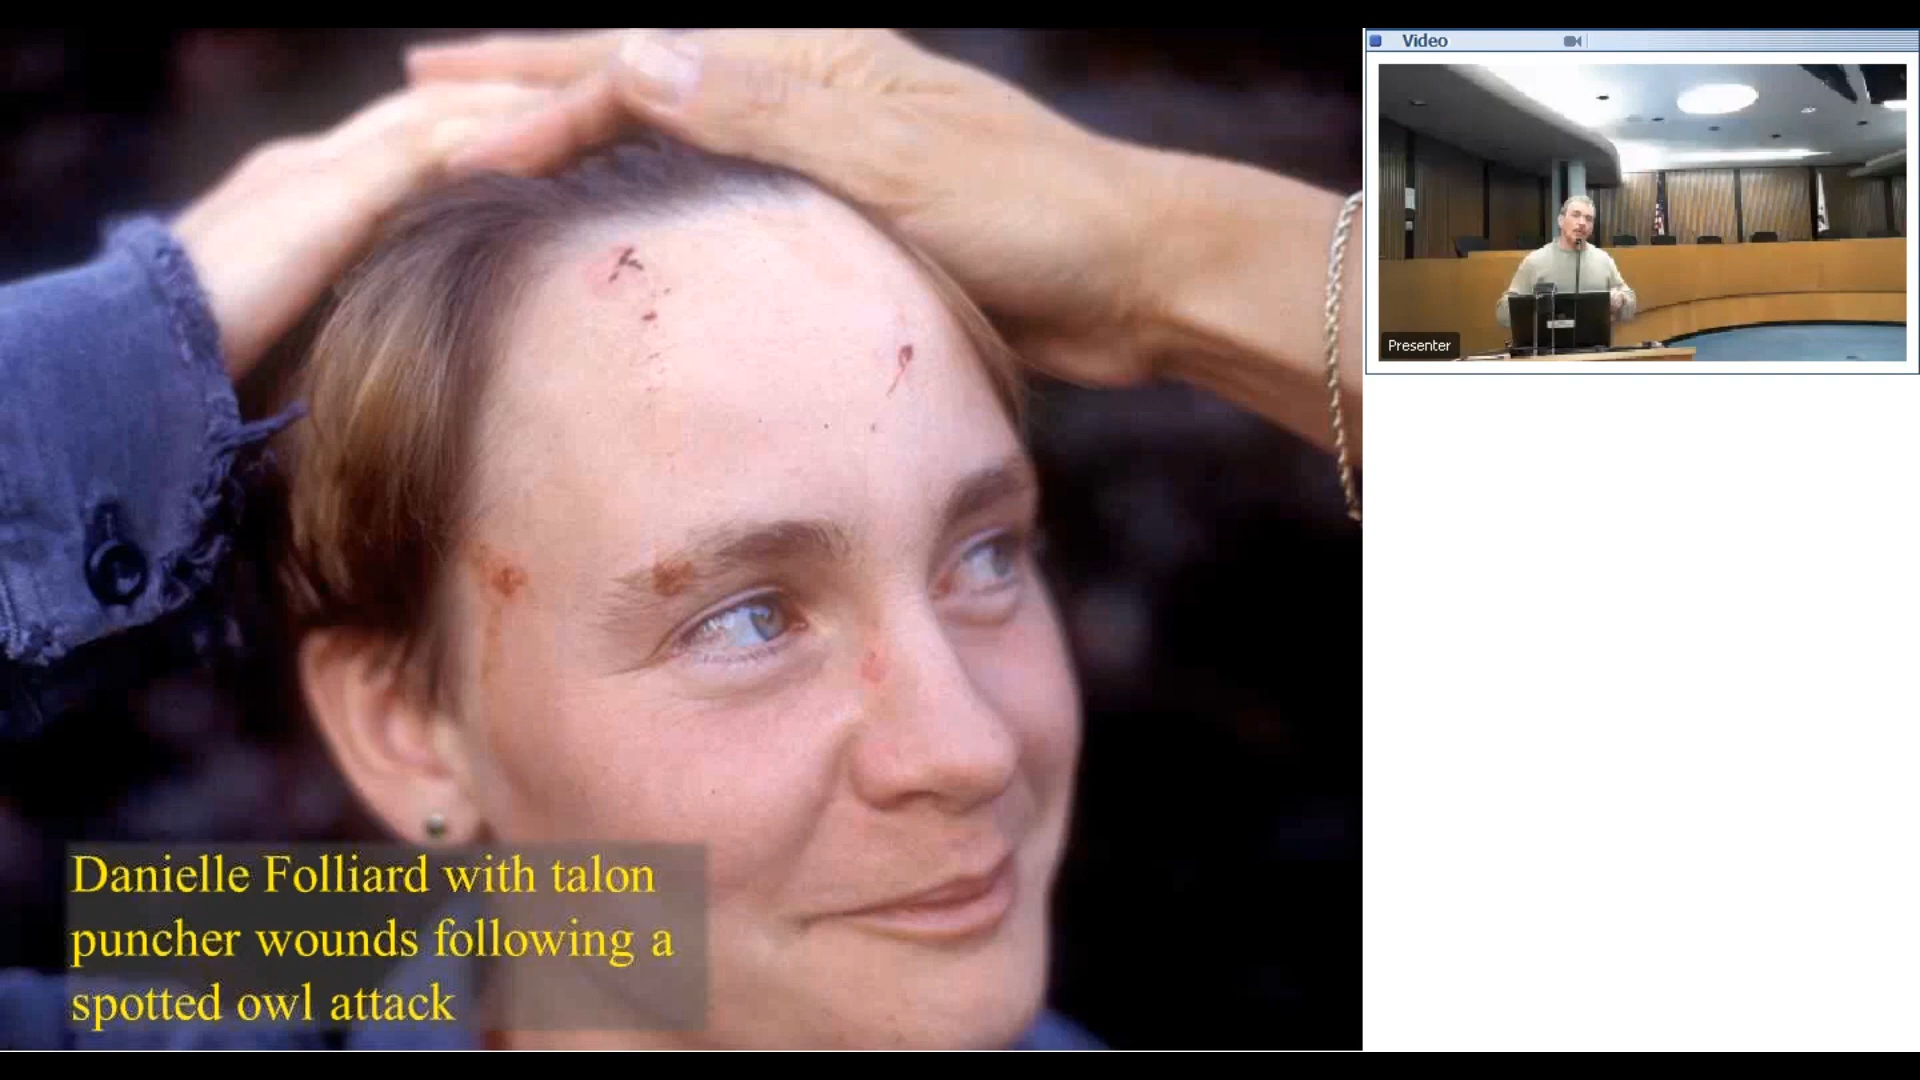 Video
Presenter
Danielle Folliard with talon
puncher wounds following a
spotted owl attack